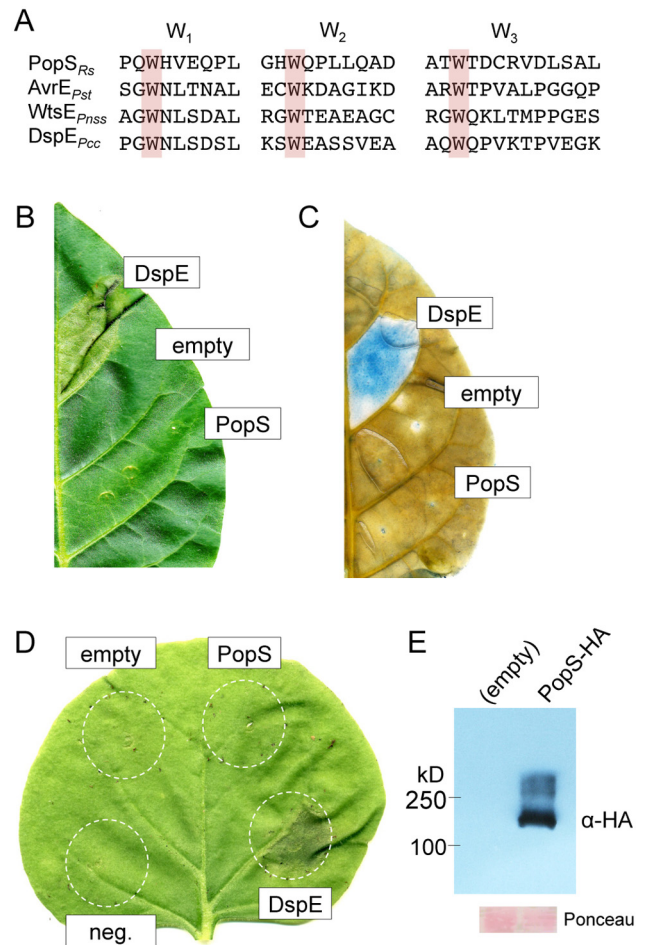 A
W1 W2 W3
PopSRs PQWHVEQPL GHWQPLLQAD ATWTDCRVDLSAL
AvrEPst SGWNLTNAL ECWKDAGIKD ARWTPVALPGGQP
WtsEPnss AGWNLSDAL RGWTEAEAGC RGWQKLTMPPGES
DspEPcc PGWNLSDSL KSWEASSVEA AQWQPVKTPVEGK
B
DspE
empty
PopS
C
DspE
empty
PopS
D
empty
PopS
neg.
DspE
E
(empty)
PopS-HA
kD
250
100
α-HA
Ponceau